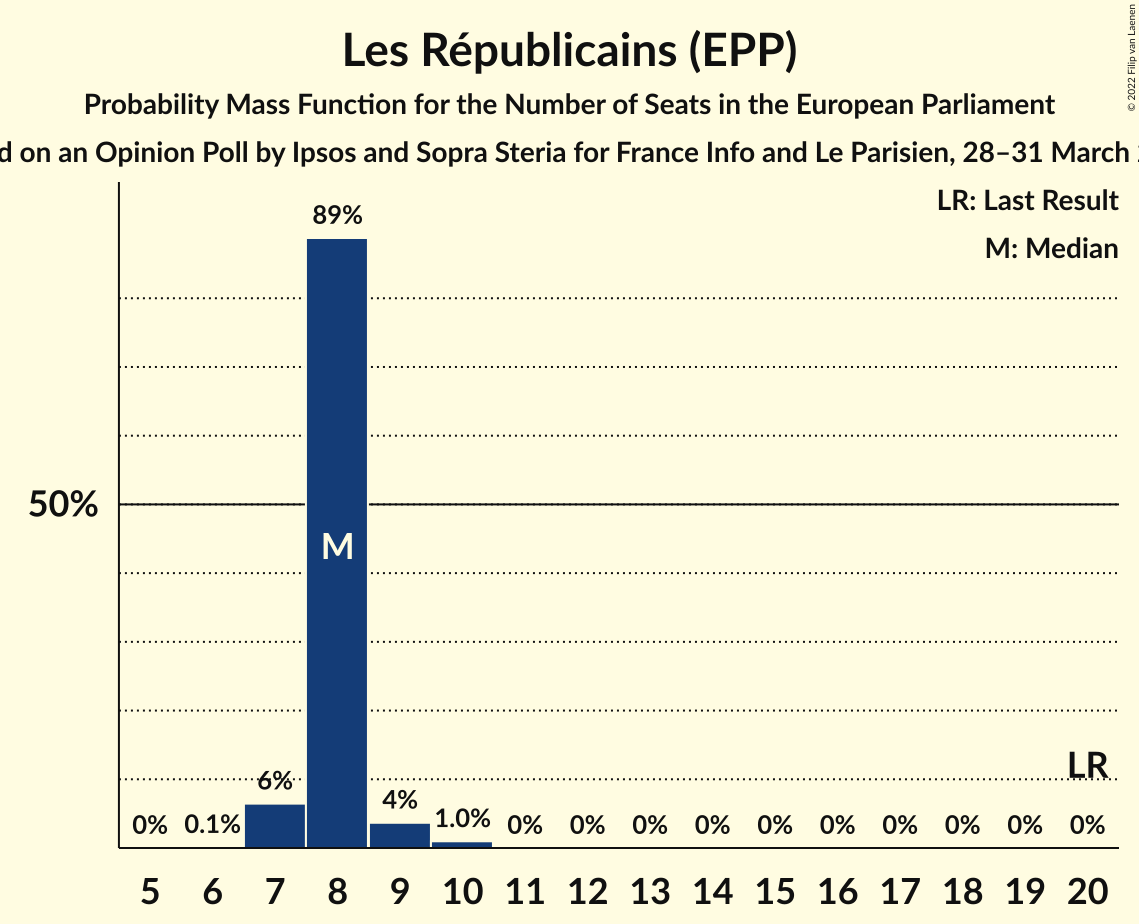 Les Républicains (EPP)
Probability Mass Function for the Number of Seats in the European Parliament
on an Opinion Poll by Ipsos and Sopra Steria for France Info and Le Parisien, 28–31 March
© 2022 Filip van Laenen
LR: Last Result
M: Median
89%
50%
M
LR
6%
4%
0% 0.1% 1.0% 0% 0% 0% 0% 0% 0% 0% 0% 0% 0%
5 6 7 8 9 10 11 12 13 14 15 16 17 18 19 20